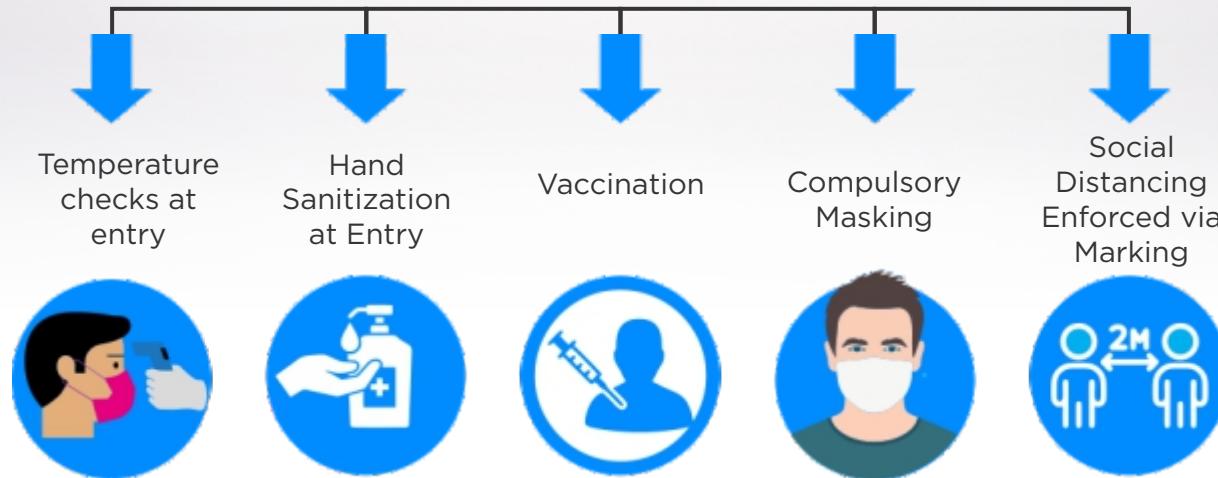 Temperature
checks at
entry
Hand
Sanitization
at Entry
Vaccination
Compulsory
Masking
Social
Distancing
Enforced via
Marking
2M